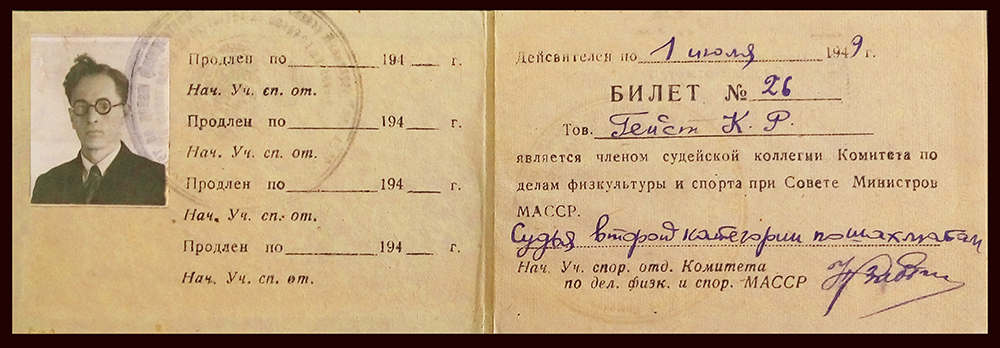 Продлен по 194 г.
Нач. Уч. сп. от.
Продлен по 194 г.
Нач. Уч. сп. от.
Продлен по 194 г.
Нач. Уч. сп. от.
Продлен по 194 г.
Нач. Уч. сп. от.
Действителен по 1 июля 1949 г.
БИЛЕТ № 26
Тов. Гейст К. Р.
является членом судейской коллегии Комитета по
делам физкультуры и спорта при Совете Министров
МАССР.
Судья второй категории по шахматам
Нач. Уч. спор. отд. Комитета
по дел. физк. и спор. МАССР